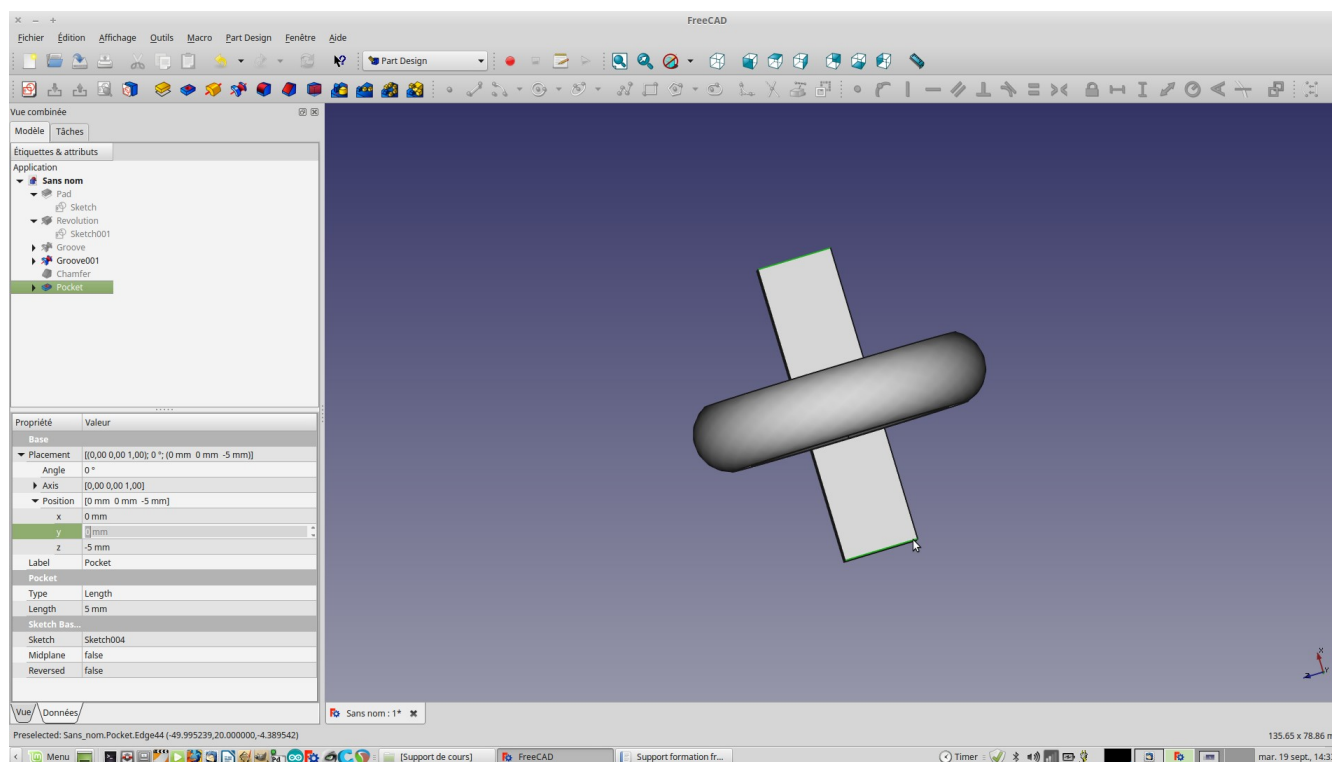 FreeCAD
Fichier Édition Affichage Outils Macro Part Design Fenêtre Aide
Part Design
Vue combinée
Modèle Tâches
Étiquettes & attributs
Application
Sans nom
Pad
Sketch
Revolution
Sketch001
Groove
Groove001
Chamfer
Pocket
Propriété Valeur
Base
Placement [(0,00 0,00 1,00); 0 °; (0 mm 0 mm -5 mm)]
Angle 0 °
Axis [0,00 0,00 1,00]
Position [0 mm 0 mm -5 mm]
x 0 mm
y 0 mm
z -5 mm
Label Pocket
Pocket
Type Length
Length 5 mm
Sketch Bas...
Sketch Sketch004
Midplane false
Reversed false
X
Y
Z
Vue Données
Sans nom : 1*
Preselected: Sans_nom.Pocket.Edge44 (-49.995239,20.000000,-4.389542)
135.65 x 78.86 m
Menu [Support de cours] FreeCAD Support formation fr... Timer mar. 19 sept., 14:3